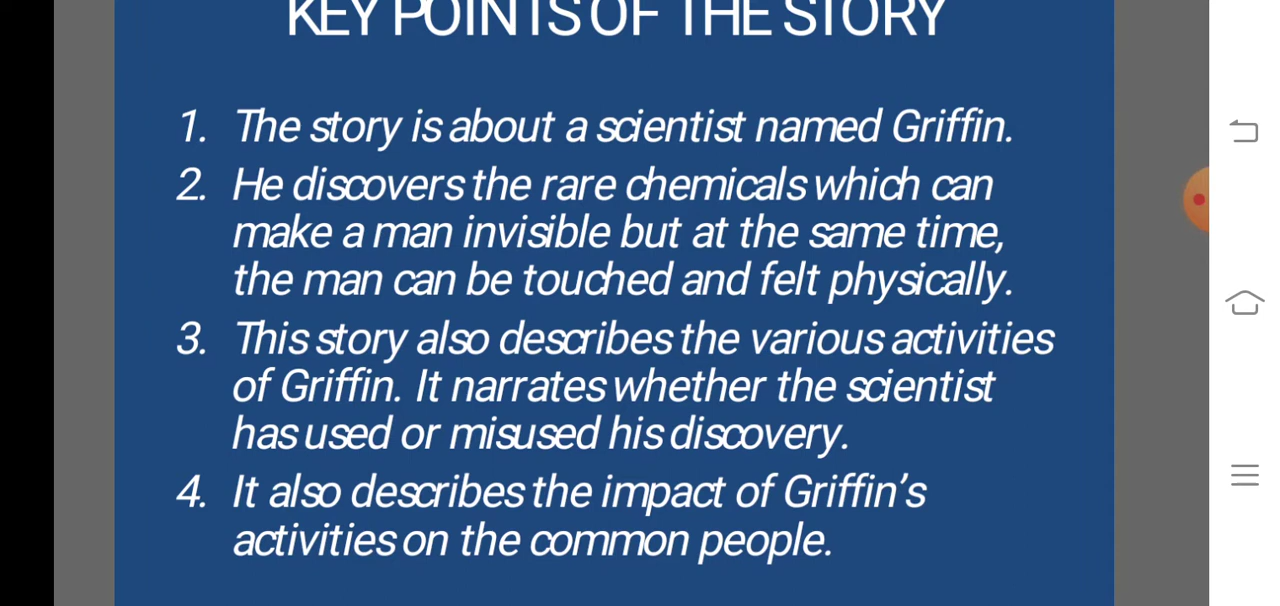 KEY POINTS OF THE STORY
1. The story is about a scientist named Griffin.
2. He discovers the rare chemicals which can
make a man invisible but at the same time,
the man can be touched and felt physically.
3. This story also describes the various activities
of Griffin. It narrates whether the scientist
has used or misused his discovery.
4. It also describes the impact of Griffin’s
activities on the common people.